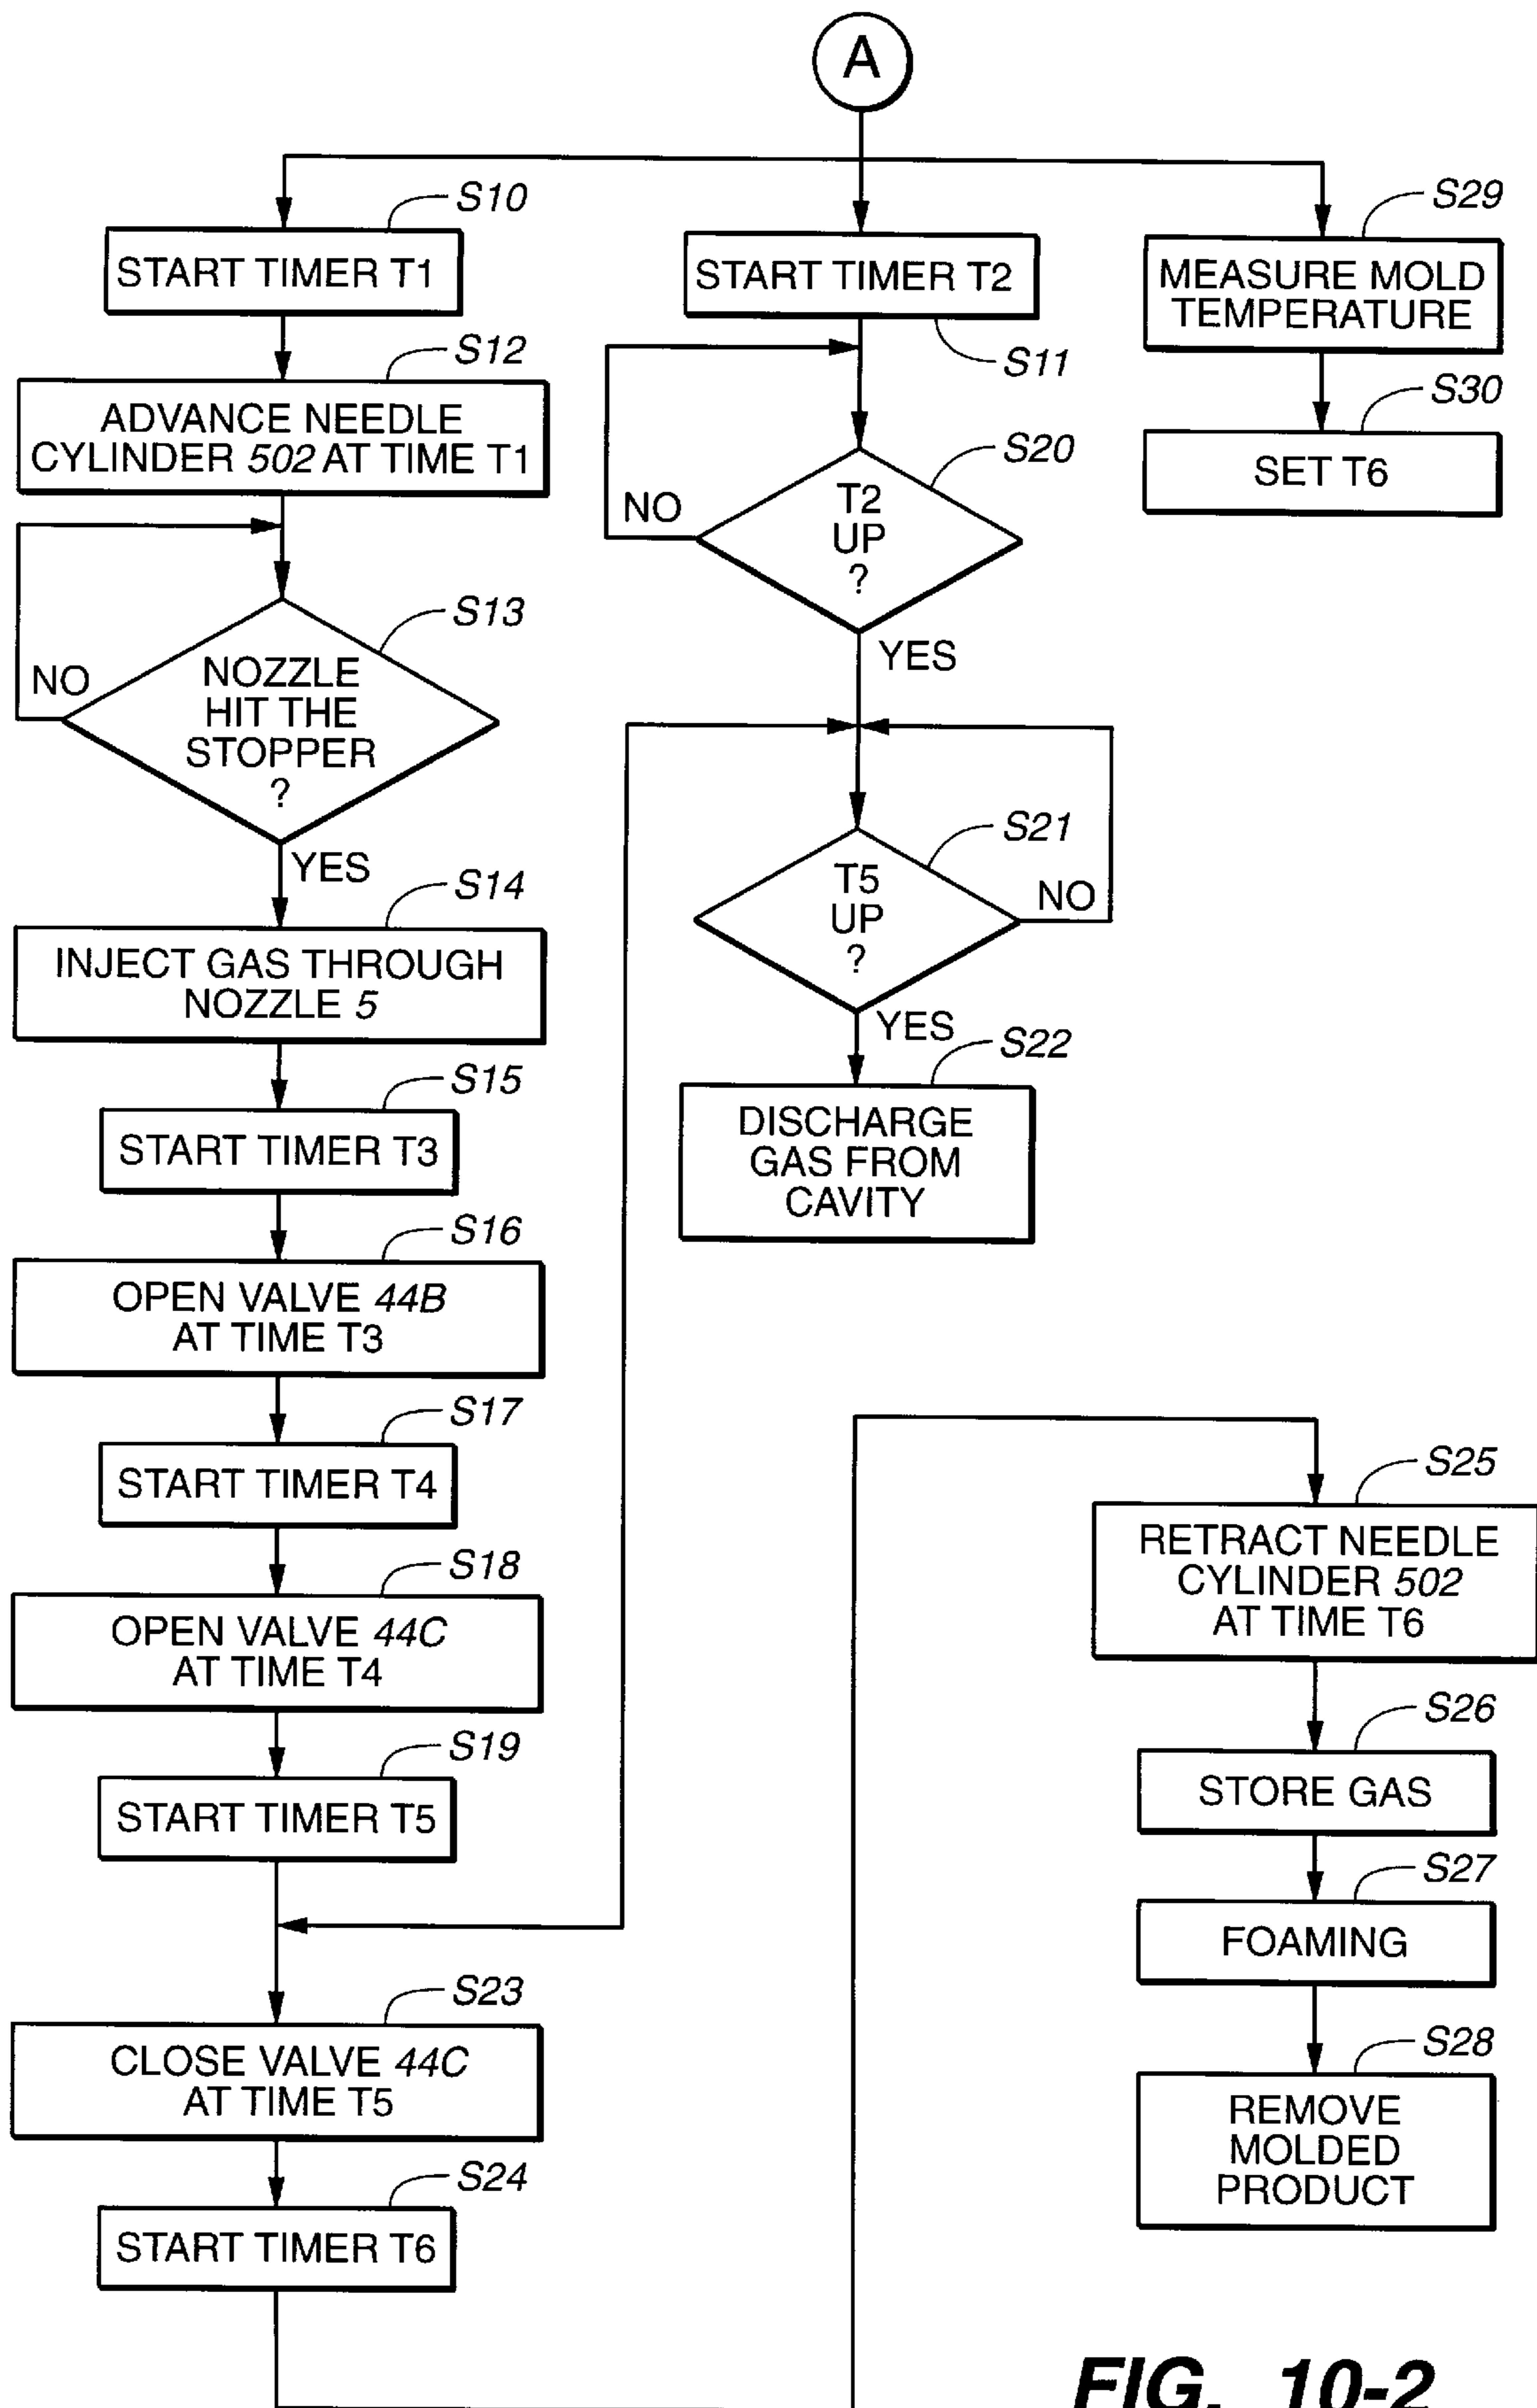 A
S10
START TIMER T1
S12
ADVANCE NEEDLE
CYLINDER 502 AT TIME T1
S13
NO
NOZZLE
HIT THE
STOPPER
?
YES
S14
INJECT GAS THROUGH
NOZZLE 5
S15
START TIMER T3
S16
OPEN VALVE 44B
AT TIME T3
S17
START TIMER T4
S18
OPEN VALVE 44C
AT TIME T4
S19
START TIMER T5
S23
CLOSE VALVE 44C
AT TIME T5
S24
START TIMER T6
START TIMER T2
S11
S20
NO
T2
UP
?
YES
S21
T5
UP
?
NO
YES
S22
DISCHARGE
GAS FROM
CAVITY
S29
MEASURE MOLD
TEMPERATURE
S30
SET T6
S25
RETRACT NEEDLE
CYLINDER 502
AT TIME T6
S26
STORE GAS
S27
FOAMING
S28
REMOVE
MOLDED
PRODUCT
FIG. 10-2